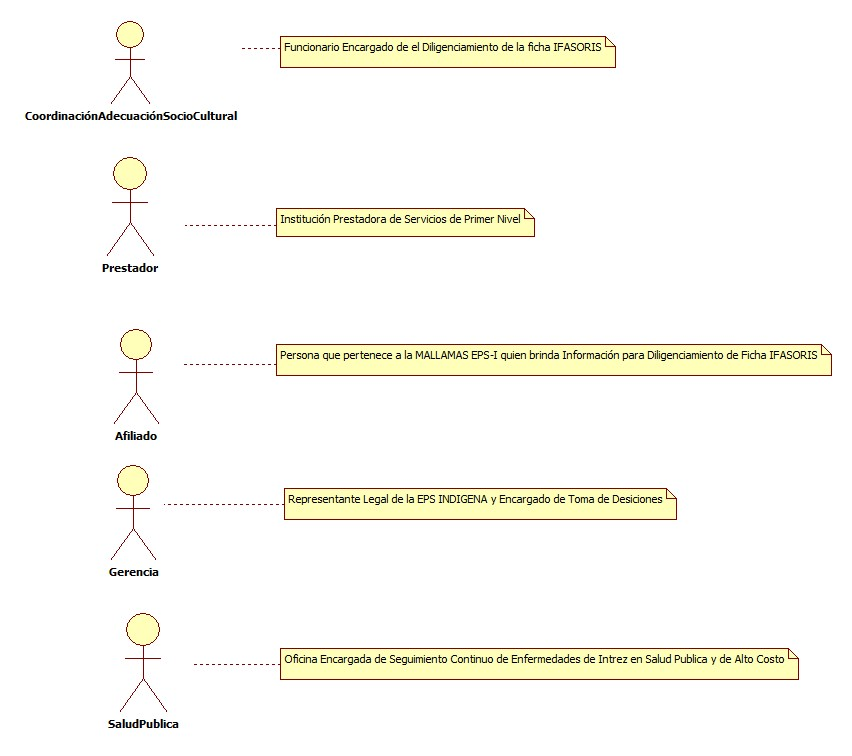 Funcionario Encargado de el Diligenciamiento de la ficha IFASORIS
CoordinaciónAdecuaciónSocioCultural
Institución Prestadora de Servicios de Primer Nivel
Prestador
Persona que pertenece a la MALLAMAS EPS-I quien brinda Información para Diligenciamiento de Ficha IFASORIS
Afiliado
Representante Legal de la EPS INDIGENA y Encargado de Toma de Desiciones
Gerencia
Oficina Encargada de Seguimiento Continuo de Enfermedades de Intrez en Salud Publica y de Alto Costo
SaludPublica